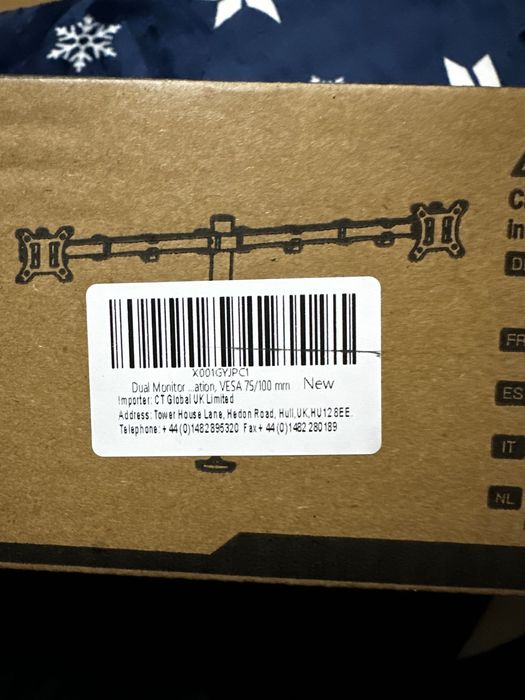 X001GYJPC1
Dual Monitor ...ation, VESA 75/100 mm New
Importer: CT Global UK Limited
Address: Tower House Lane, Hedon Road, Hull,UK,HU12 8EE.
Telephone: + 44 (0)1482 895320 Fax + 44 (0)1482 280189
C
in
D
FR
ES
IT
NL